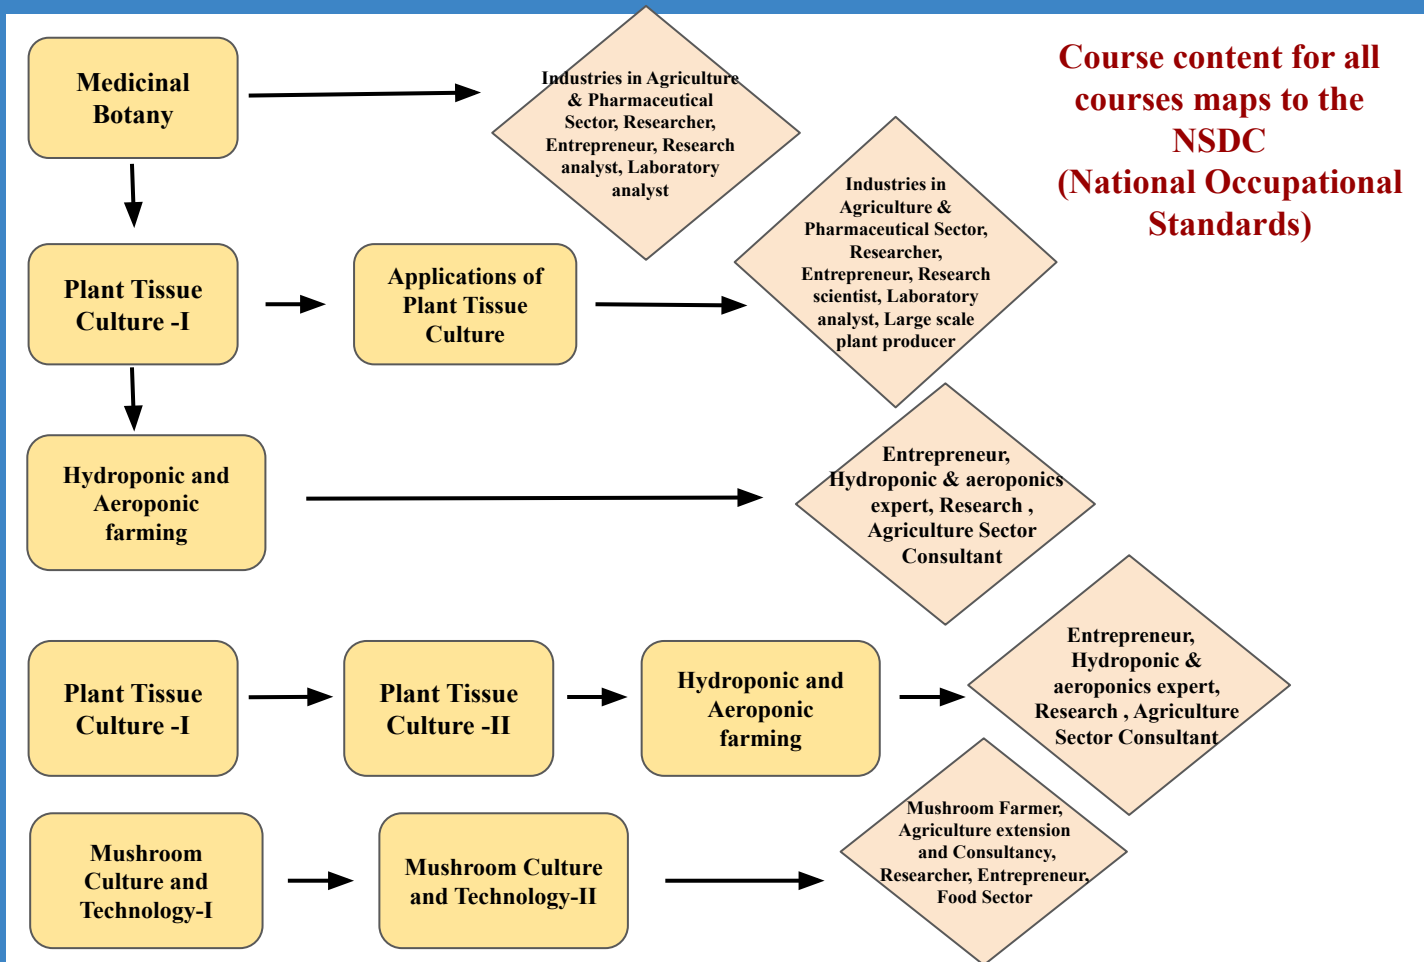 Medicinal
Botany
Industries in Agriculture
& Pharmaceutical
Sector, Researcher,
Entrepreneur, Research
analyst, Laboratory
analyst
Course content for all
courses maps to the
NSDC
(National Occupational
Standards)
Plant Tissue
Culture -I
Applications of
Plant Tissue
Culture
Industries in
Agriculture &
Pharmaceutical Sector,
Researcher,
Entrepreneur, Research
scientist, Laboratory
analyst, Large scale
plant producer
Hydroponic and
Aeroponic
farming
Entrepreneur,
Hydroponic & aeroponics
expert, Research ,
Agriculture Sector
Consultant
Plant Tissue
Culture -I
Plant Tissue
Culture -II
Hydroponic and
Aeroponic
farming
Entrepreneur,
Hydroponic &
aeroponics expert,
Research , Agriculture
Sector Consultant
Mushroom
Culture and
Technology-I
Mushroom Culture
and Technology-II
Mushroom Farmer,
Agriculture extension
and Consultancy,
Researcher, Entrepreneur,
Food Sector